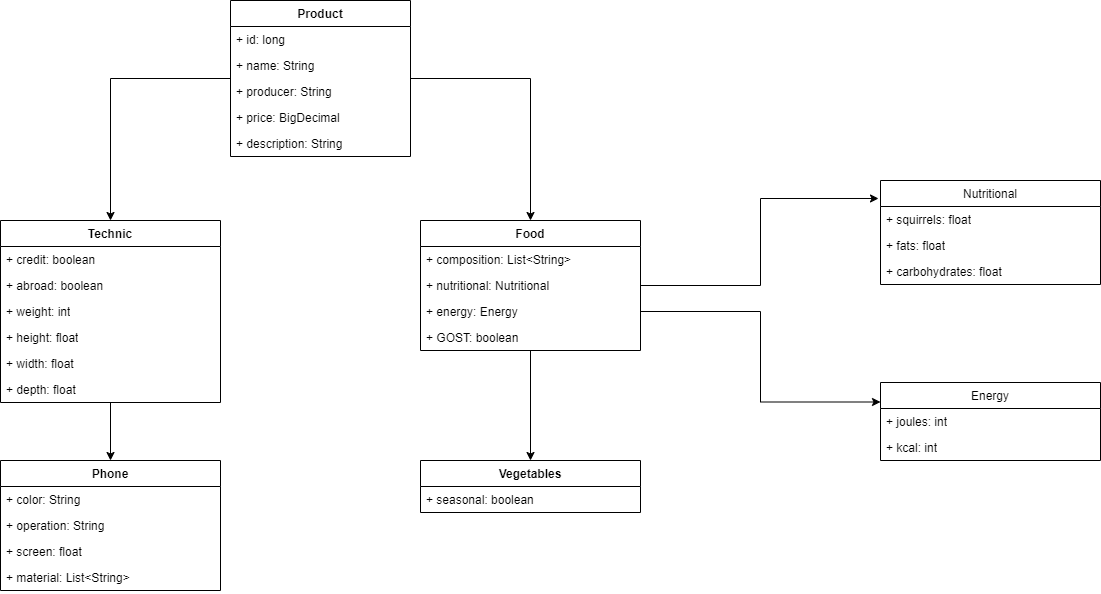 Product
+ id: long
+ name: String
+ producer: String
+ price: BigDecimal
+ description: String
Technic
+ credit: boolean
+ abroad: boolean
+ weight: int
+ height: float
+ width: float
+ depth: float
Food
+ composition: List<String>
+ nutritional: Nutritional
+ energy: Energy
+ GOST: boolean
Nutritional
+ squirrels: float
+ fats: float
+ carbohydrates: float
Energy
+ joules: int
+ kcal: int
Phone
+ color: String
+ operation: String
+ screen: float
+ material: List<String>
Vegetables
+ seasonal: boolean